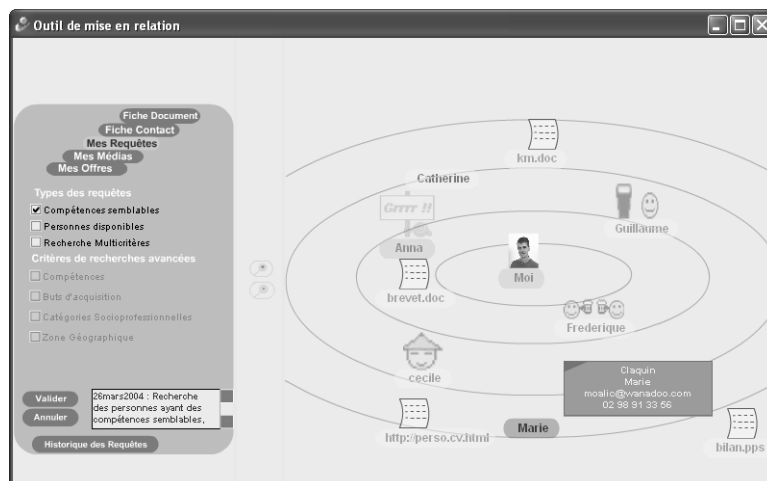 Outil de mise en relation
Fiche Document
Fiche Contact
Mes Requêtes
Mes Médias
Mes Offres
Types des requêtes
Compétences semblables
Personnes disponibles
Recherche Multicritères
Critères de recherches avancées
Compétences
Buts d'acquisition
Catégories Socioprofessionnelles
Zone Géographique
Valider
Annuler
26mars2004 : Recherche
des personnes ayant des
compétences semblables,
Historique des Requêtes
km.doc
Catherine
Grrrr !!
Anna
Guillaume
Moi
brevet.doc
Frederique
cecile
Claquin
Marie
moalic@wanadoo.com
02 98 91 33 56
http://perso.cv.html
Marie
bilan.pps